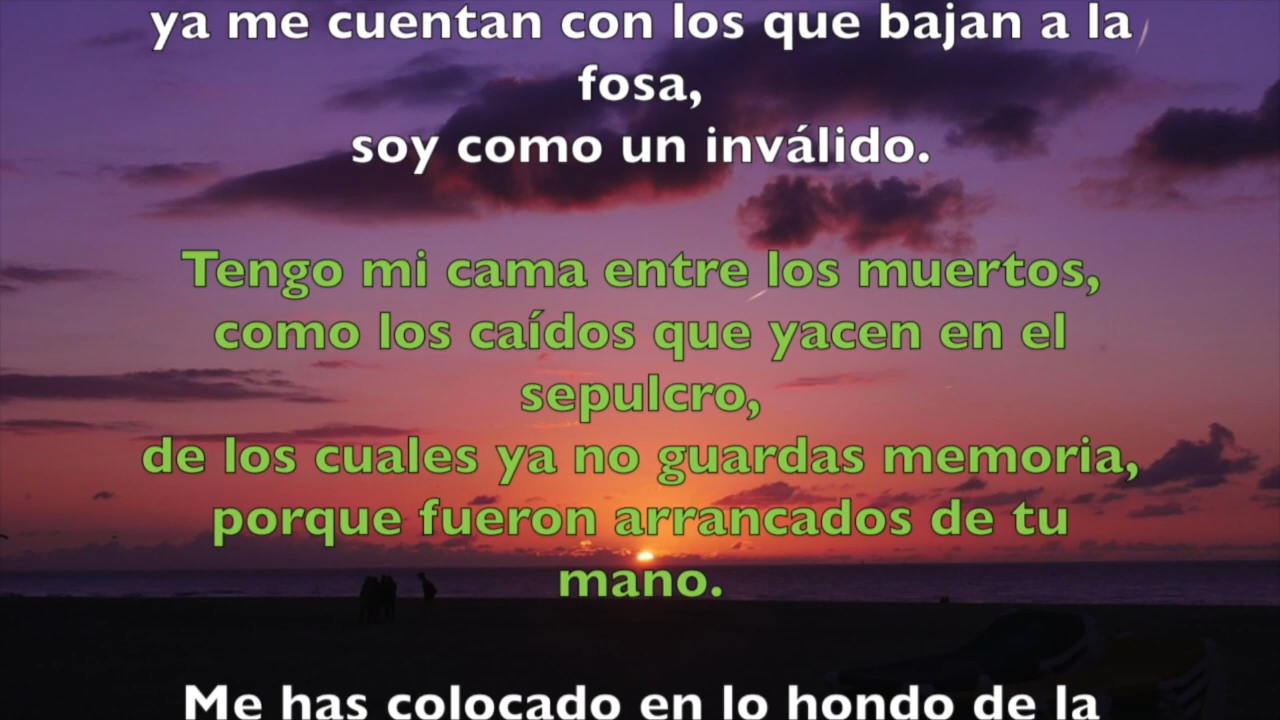 ya me cuentan con los que bajan a la
fosa,
soy como un inválido.
Tengo mi cama entre los muertos,
como los caídos que yacen en el
sepulcro,
de los cuales ya no guardas memoria,
porque fueron arrancados de tu
mano.
Me has colocado en lo hondo de la